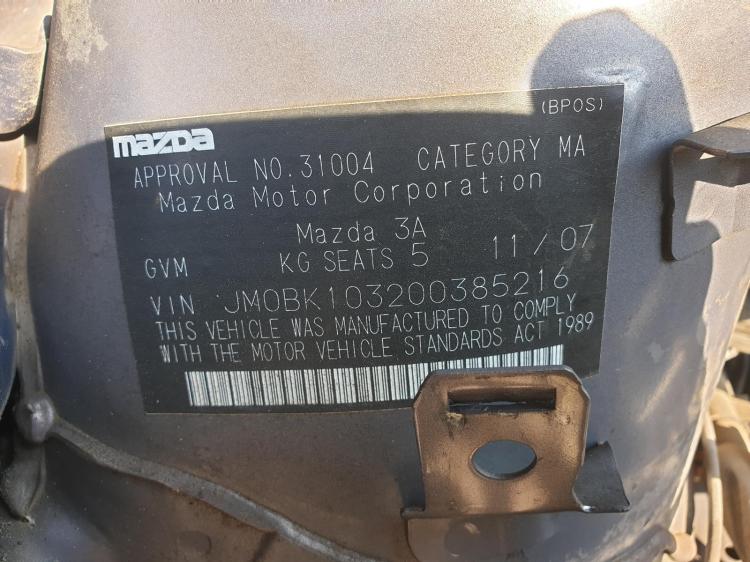 (BPOS)
mazda
APPROVAL NO.31004 CATEGORY MA
Mazda Motor Corporation
Mazda 3A
GVM KG SEATS 5 11/07
VIN JM0BK103200385216
THIS VEHICLE WAS MANUFACTURED TO COMPLY
WITH THE MOTOR VEHICLE STANDARDS ACT 1989